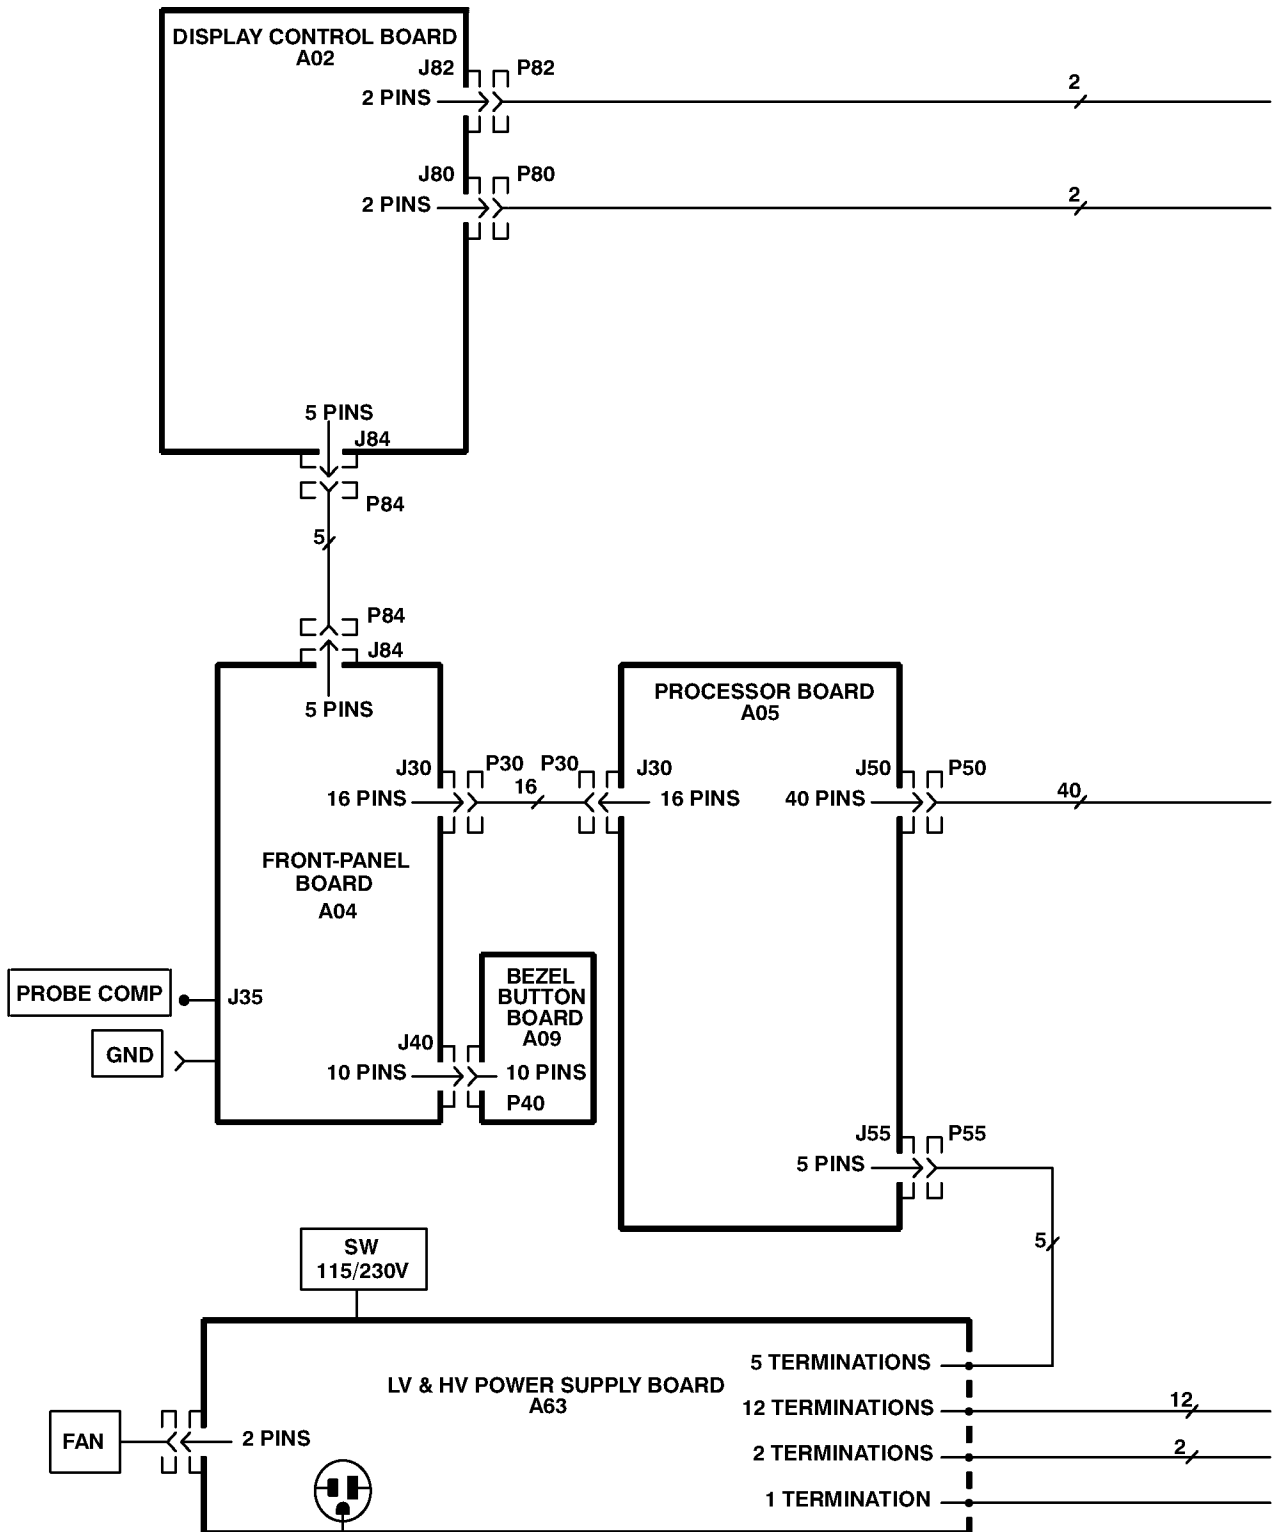 DISPLAY CONTROL BOARD
A02
J82 P82
2 PINS
2
J80 P80
2 PINS
2
5 PINS
J84
P84
5
P84
J84
5 PINS
PROCESSOR BOARD
A05
J30 P30 P30 J30 J50 P50
16 PINS 16 16 PINS 40 PINS 40
FRONT-PANEL
BOARD
A04
PROBE COMP J35
GND
BEZEL
BUTTON
BOARD
A09
J40
10 PINS 10 PINS
P40
J55 P55
5 PINS
5
SW
115/230V
LV & HV POWER SUPPLY BOARD
A63
5 TERMINATIONS
12 TERMINATIONS 12
2 TERMINATIONS 2
1 TERMINATION
FAN 2 PINS